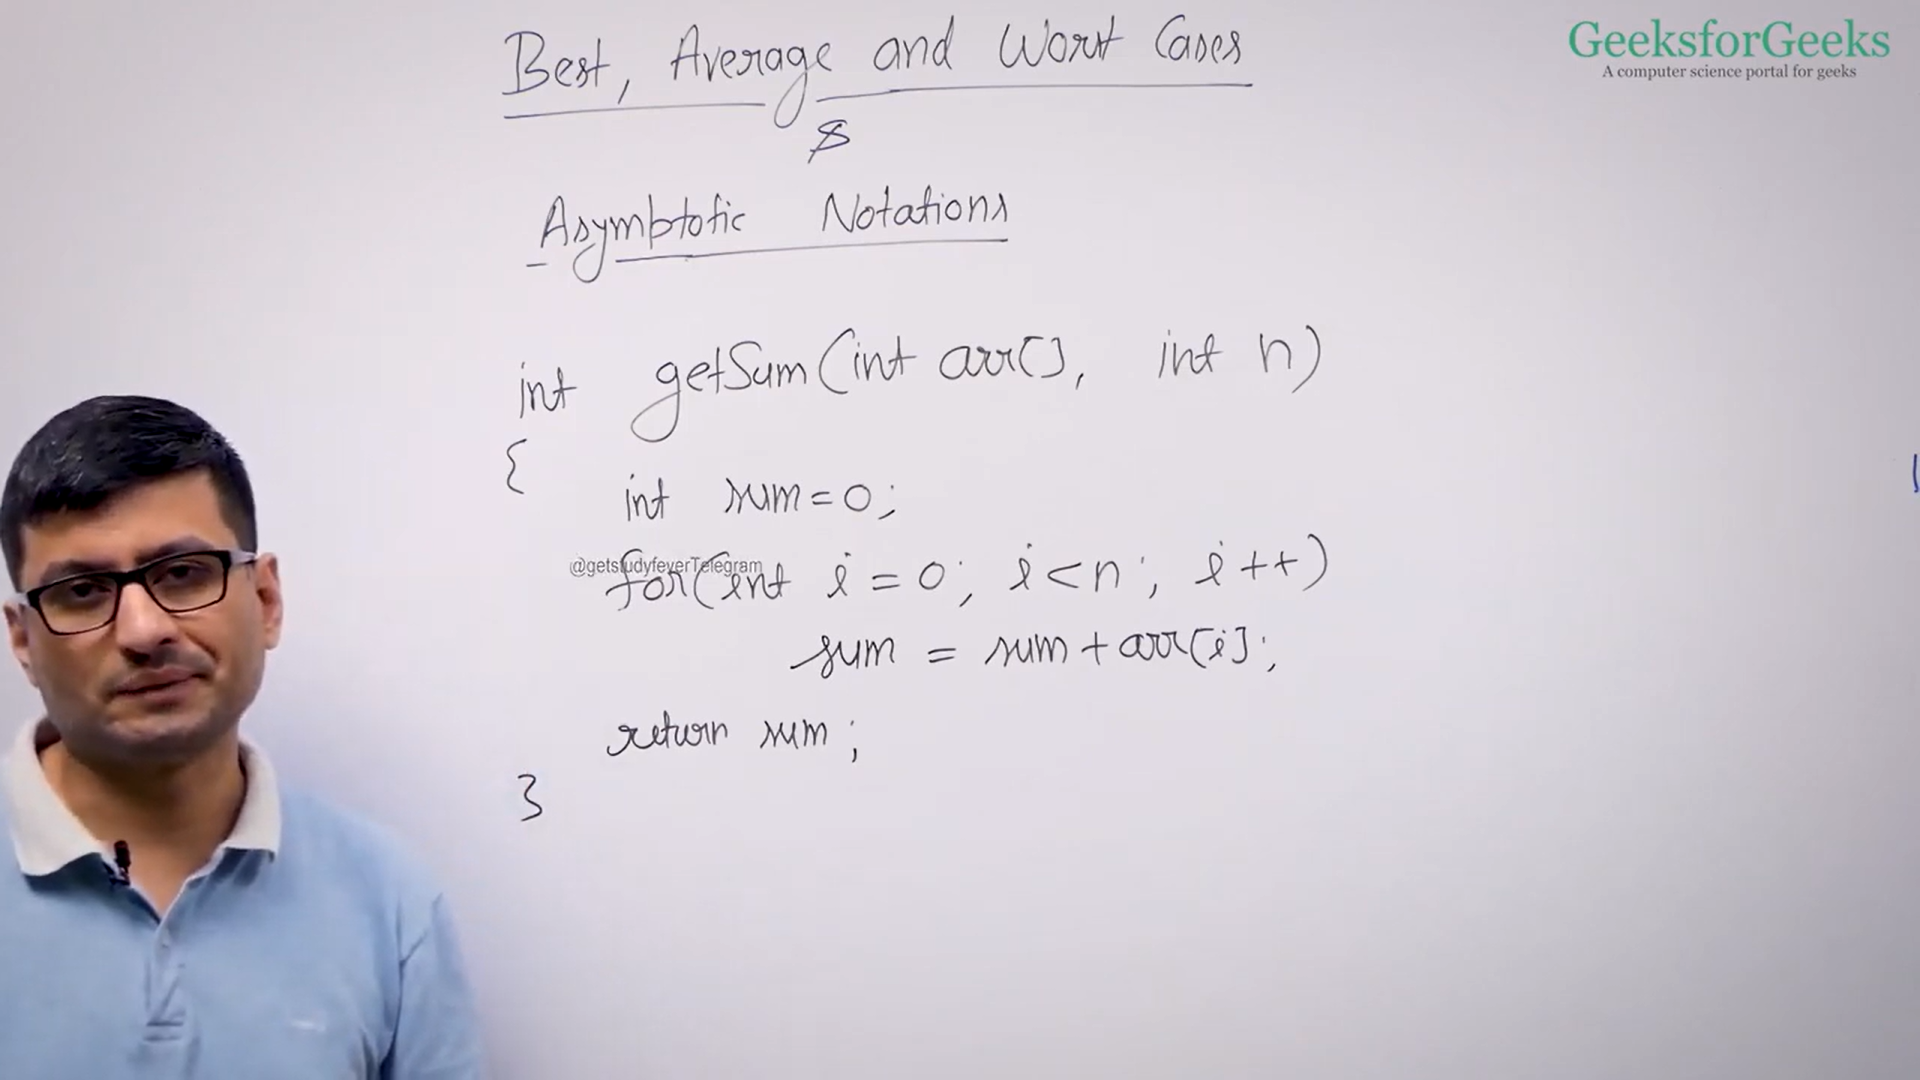 Best, Average and Worst Cases
&
Asymptotic Notations
int getSum(int arr[], int n)
{
int sum=0;
for(int i=0; i<n; i++)
sum = sum+arr[i];
return sum;
}
GeeksforGeeks
A computer science portal for geeks
@getstudyfeverTelegram